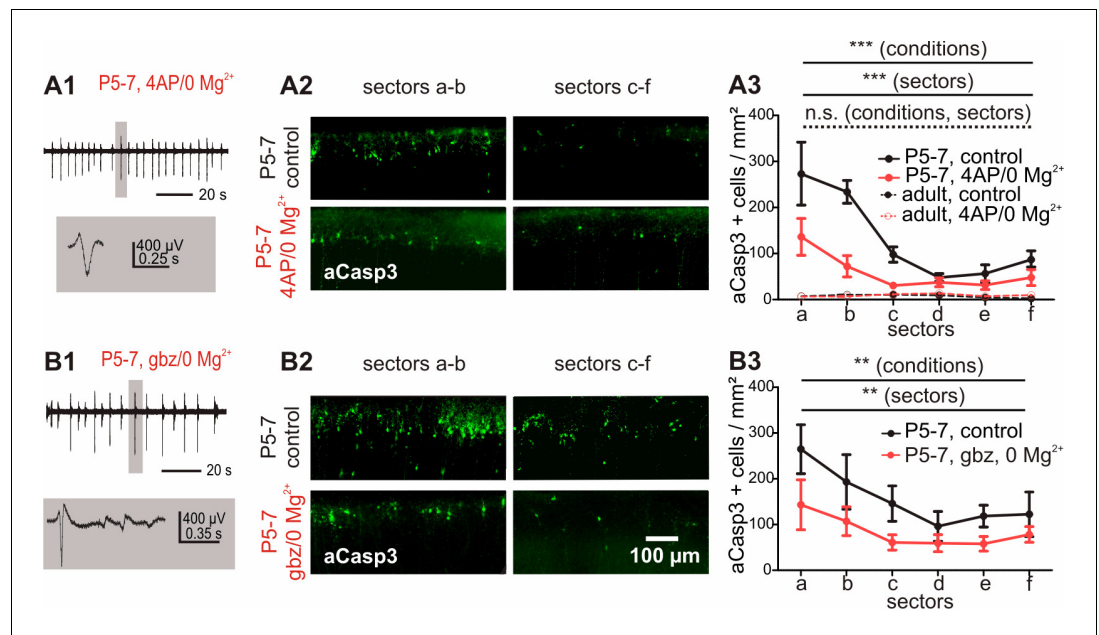 A1 P5-7, 4AP/0 Mg²⁺
20 s
400 µV
0.25 s
A2 sectors a-b sectors c-f
P5-7
control
P5-7
4AP/0 Mg²⁺
aCasp3
A3
*** (conditions)
*** (sectors)
n.s. (conditions, sectors)
P5-7, control
P5-7, 4AP/0 Mg²⁺
adult, control
adult, 4AP/0 Mg²⁺
aCasp3 + cells / mm²
400
300
200
100
0
a b c d e f
sectors
B1 P5-7, gbz/0 Mg²⁺
20 s
400 µV
0.35 s
B2 sectors a-b sectors c-f
P5-7
control
P5-7
gbz/0 Mg²⁺
aCasp3
100 µm
B3
** (conditions)
** (sectors)
P5-7, control
P5-7, gbz, 0 Mg²⁺
aCasp3 + cells / mm²
400
300
200
100
0
a b c d e f
sectors